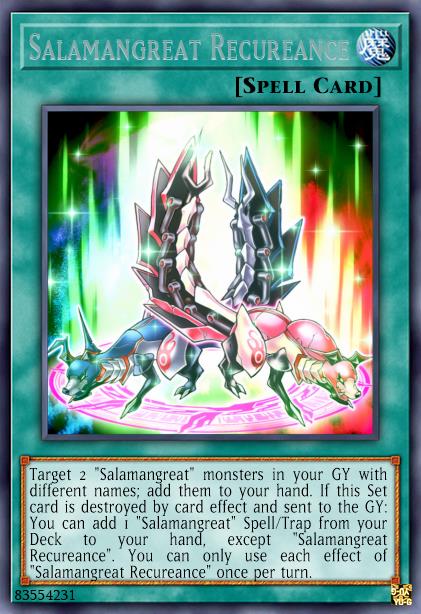 Salamangreat Recureance
魔
[Spell Card]
Target 2 "Salamangreat" monsters in your GY with
different names; add them to your hand. If this Set
card is destroyed by card effect and sent to the GY:
You can add 1 "Salamangreat" Spell/Trap from your
Deck to your hand, except "Salamangreat
Recureance". You can only use each effect of
"Salamangreat Recureance" once per turn.
83554231